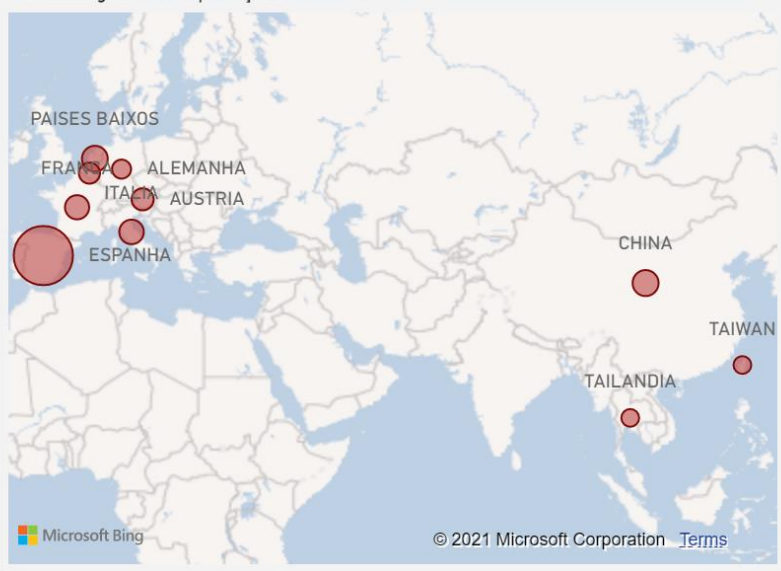 PAISES BAIXOS
FRANÇA
ALEMANHA
ITALIA
AUSTRIA
ESPANHA
CHINA
TAIWAN
TAILANDIA
Microsoft Bing
© 2021 Microsoft Corporation Terms